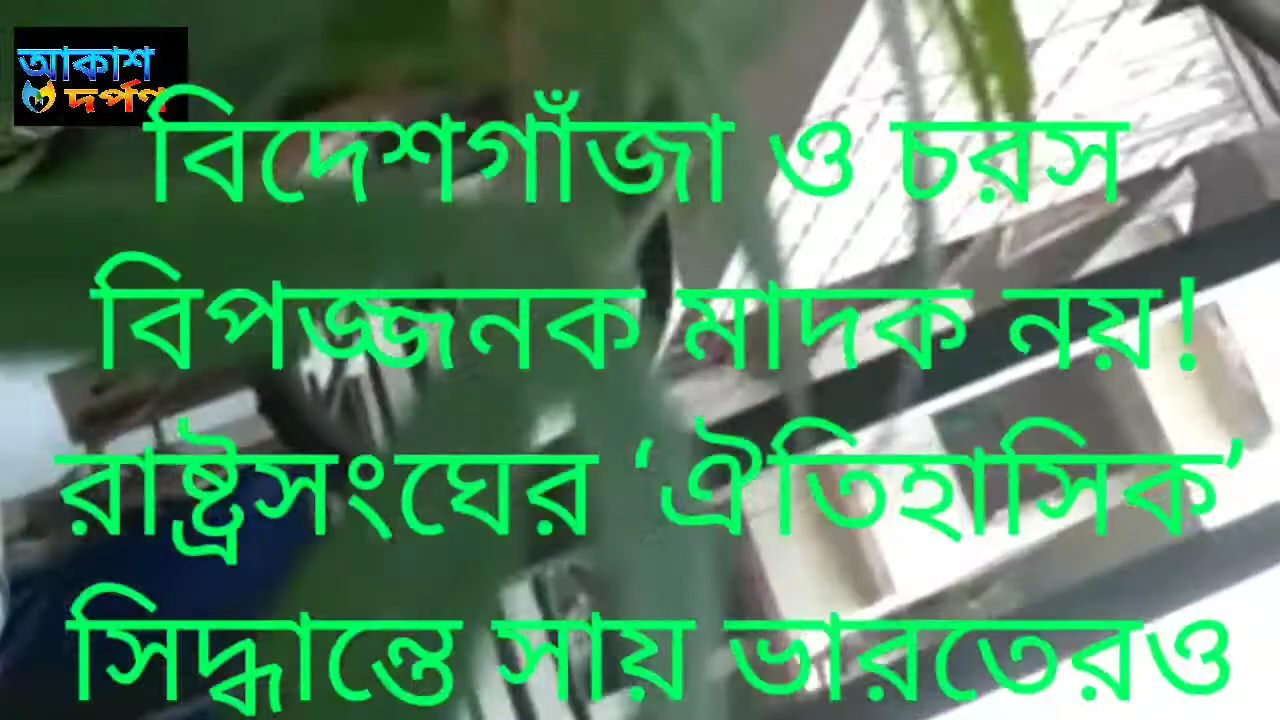 আকাশ
দর্পণ
বিদেশগাঁজা ও চরস
বিপজ্জনক মাদক নয়!
রাষ্ট্রসংঘের ‘ঐতিহাসিক’
সিদ্ধান্তে সায় ভারতেরও